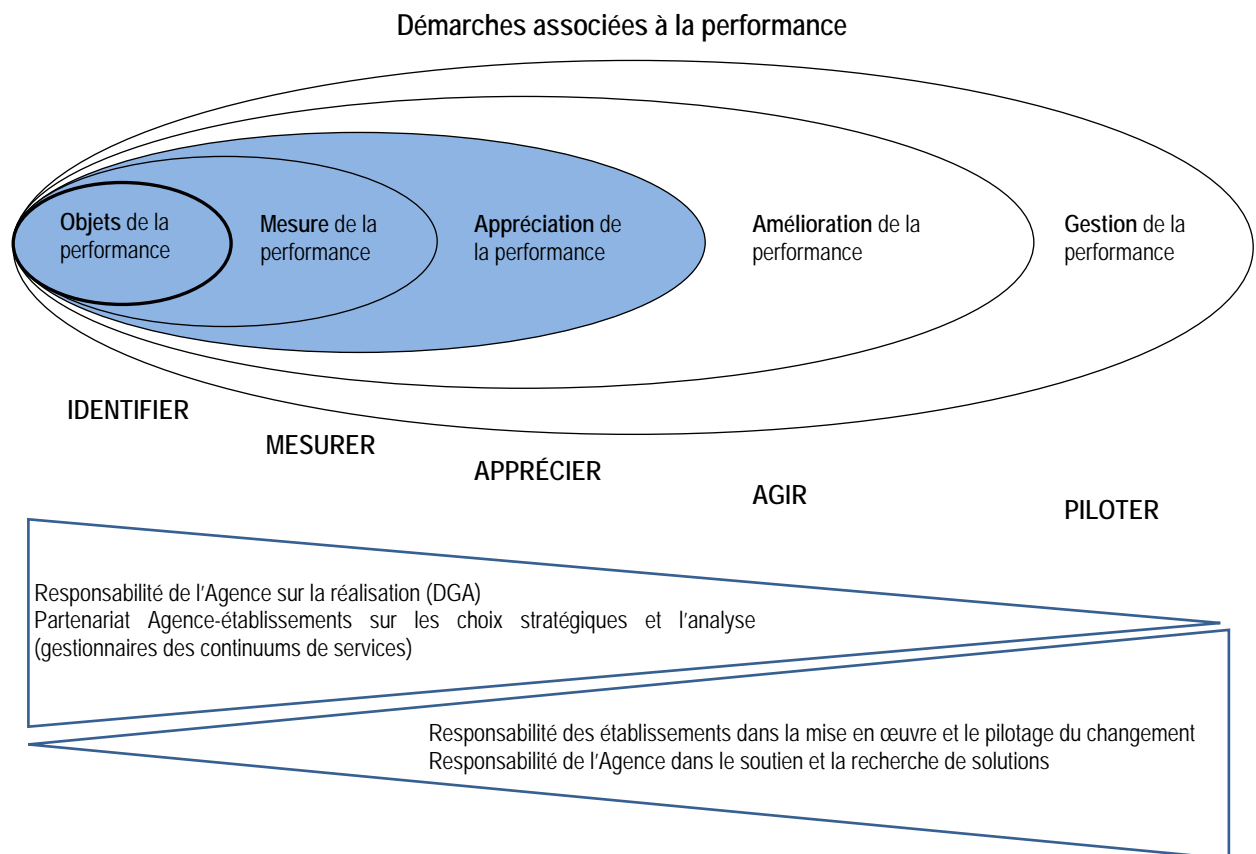 Démarches associées à la performance
Objets de la
performance
Mesure de la
performance
Appréciation de
la performance
Amélioration de la
performance
Gestion de la
performance
IDENTIFIER
MESURER
APPRÉCIER
AGIR
PILOTER
Responsabilité de l'Agence sur la réalisation (DGA)
Partenariat Agence-établissements sur les choix stratégiques et l'analyse
(gestionnaires des continuums de services)
Responsabilité des établissements dans la mise en œuvre et le pilotage du changement
Responsabilité de l'Agence dans le soutien et la recherche de solutions